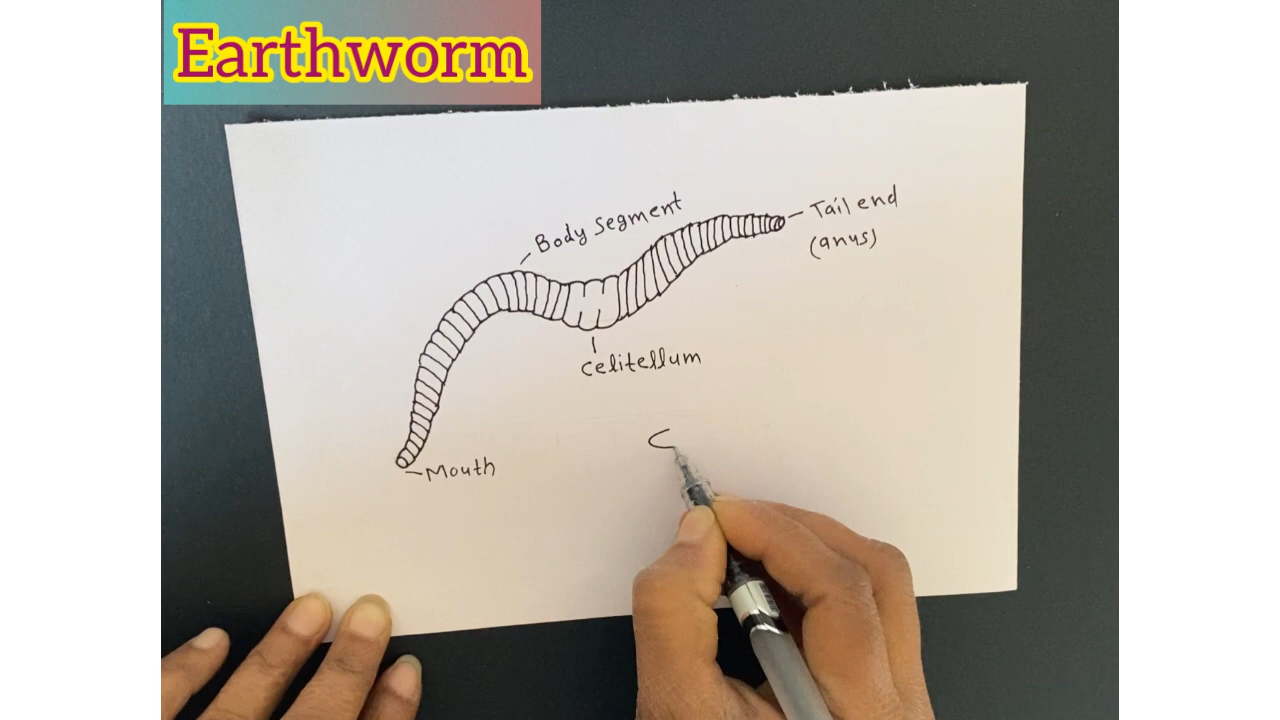 Earthworm
Body segment
Tail end
(anus)
Celitellum
Mouth
C